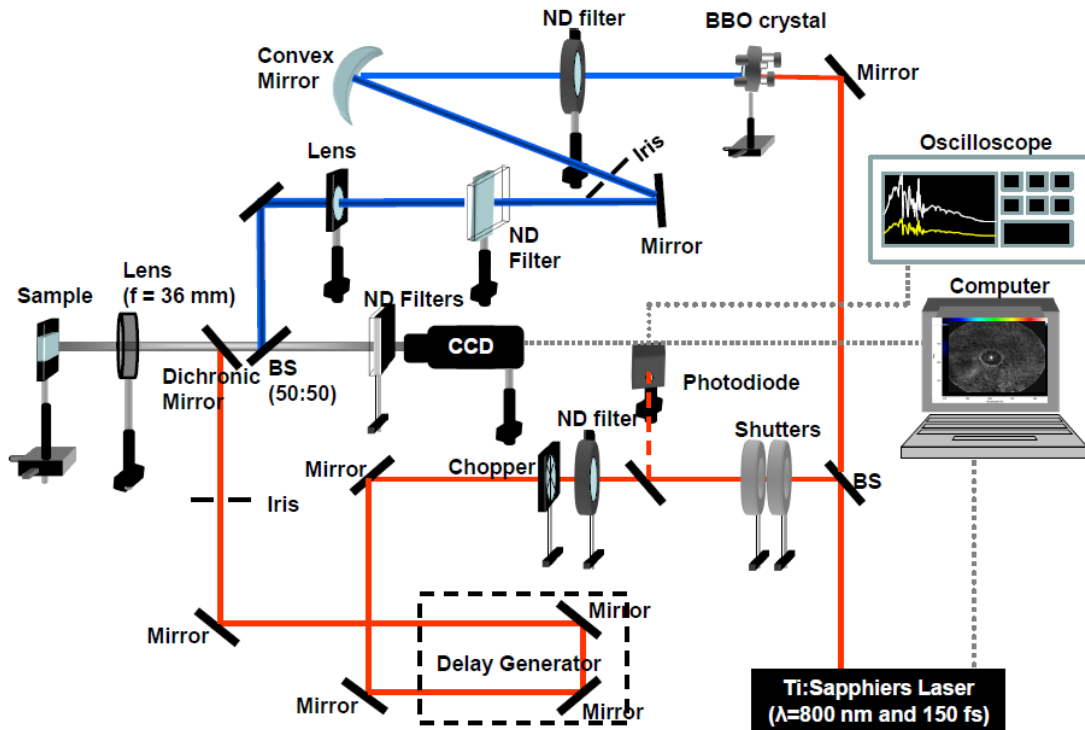 ND filter
BBO crystal
Convex
Mirror
Mirror
Oscilloscope
Lens
Iris
ND
Filter
Mirror
Computer
Lens
(f = 36 mm)
Sample
ND Filters
CCD
BS
(50:50)
Dichronic
Mirror
Photodiode
ND filter
Shutters
Mirror
Chopper
BS
Iris
Mirror
Mirror
Delay Generator
Mirror
Mirror
Ti:Sapphiers Laser
(λ=800 nm and 150 fs)